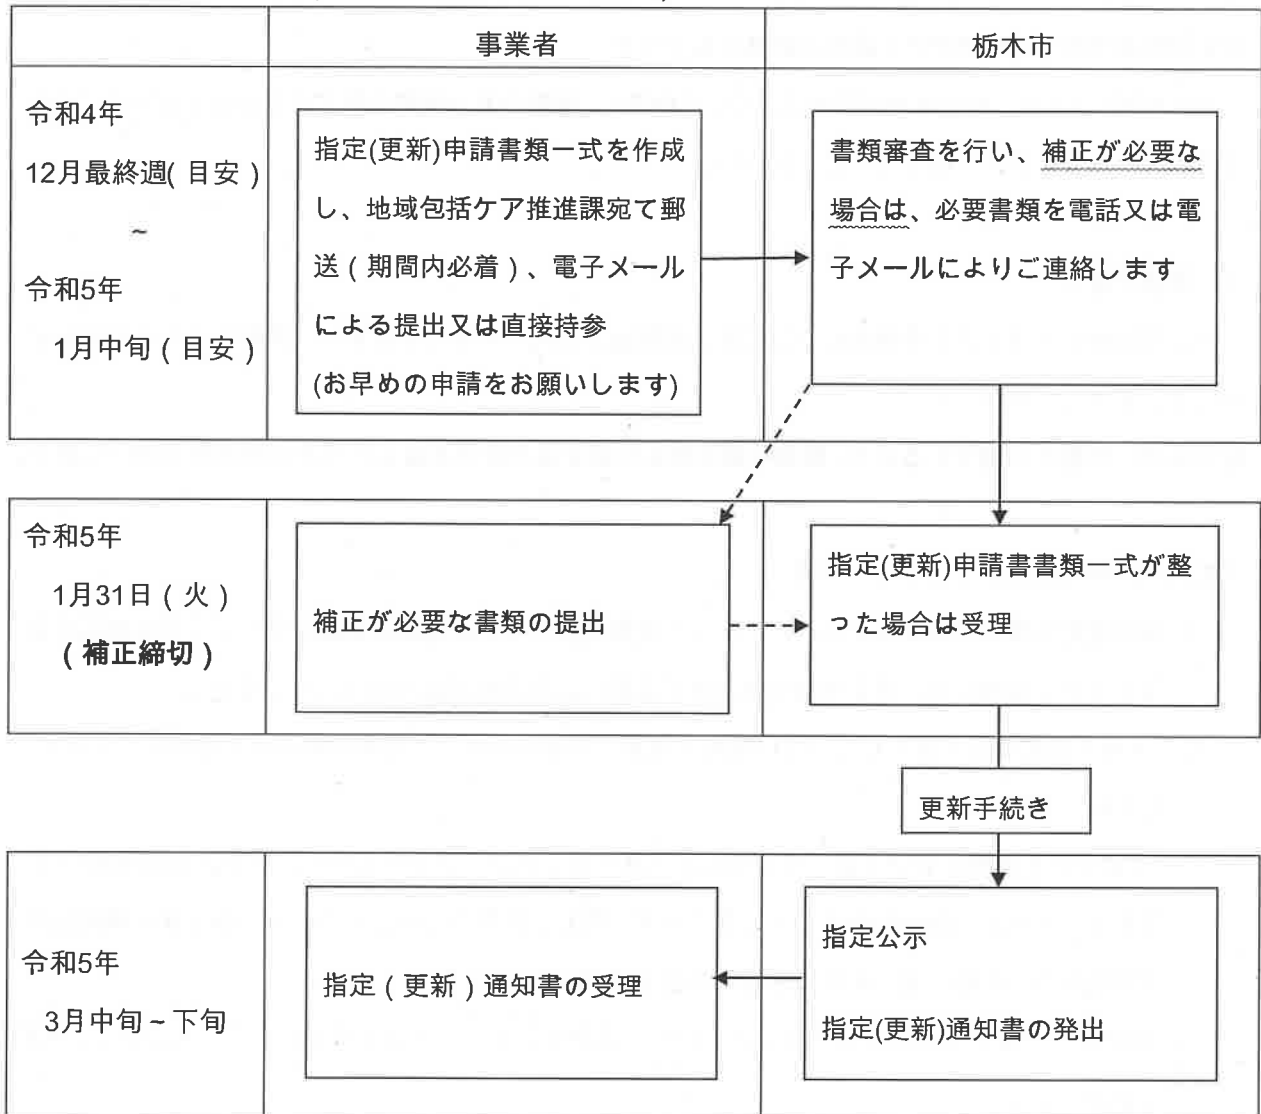 事業者
栃木市
令和4年
12月最終週(目安)
~
令和5年
1月中旬(目安)
指定(更新)申請書類一式を作成
し、地域包括ケア推進課宛て郵
送(期間内必着)、電子メール
による提出又は直接持参
(お早めの申請をお願いします)
書類審査を行い、補正が必要な
場合は、必要書類を電話又は電
子メールによりご連絡します
令和5年
1月31日(火)
(補正締切)
補正が必要な書類の提出
指定(更新)申請書書類一式が整
った場合は受理
更新手続き
令和5年
3月中旬~下旬
指定(更新)通知書の受理
指定公示
指定(更新)通知書の発出